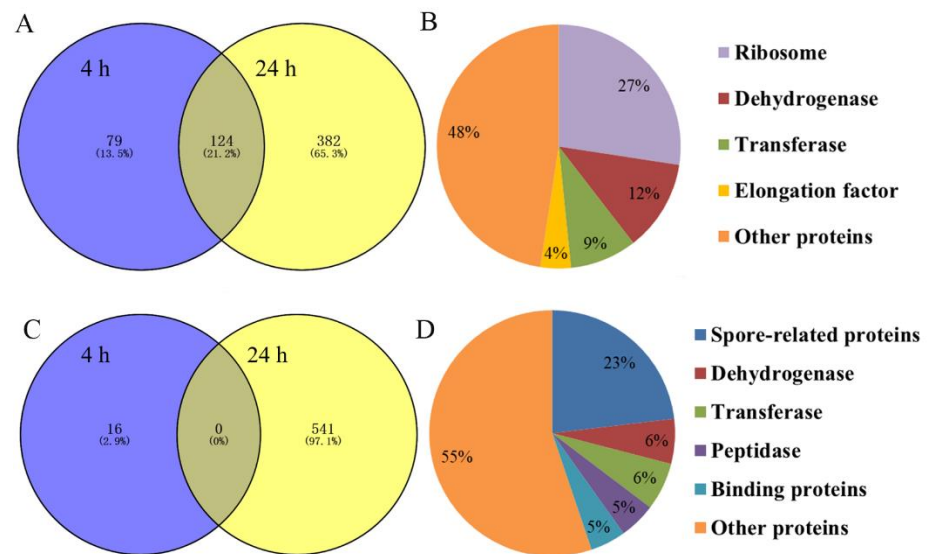 A
4 h
24 h
79
(13.5%)
124
(21.2%)
382
(65.3%)
B
27%
12%
9%
4%
48%
Ribosome
Dehydrogenase
Transferase
Elongation factor
Other proteins
C
4 h
24 h
16
(2.9%)
0
(0%)
541
(97.1%)
D
23%
6%
6%
5%
5%
55%
Spore-related proteins
Dehydrogenase
Transferase
Peptidase
Binding proteins
Other proteins